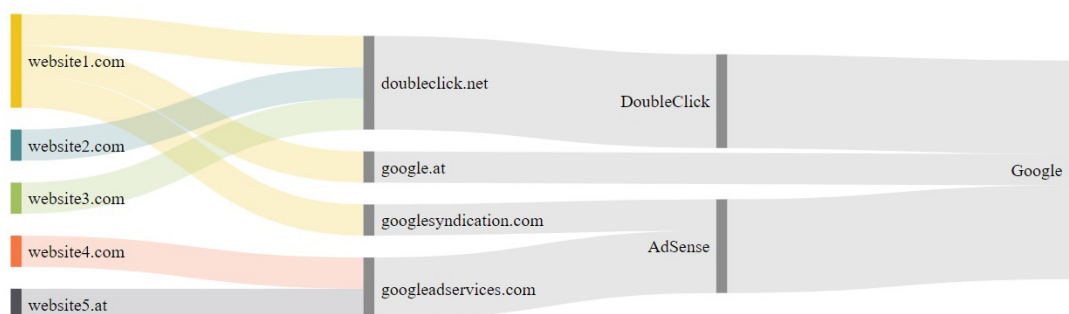 website1.com
website2.com
website3.com
website4.com
website5.at
doubleclick.net
google.at
googlesyndication.com
googleadservices.com
DoubleClick
AdSense
Google